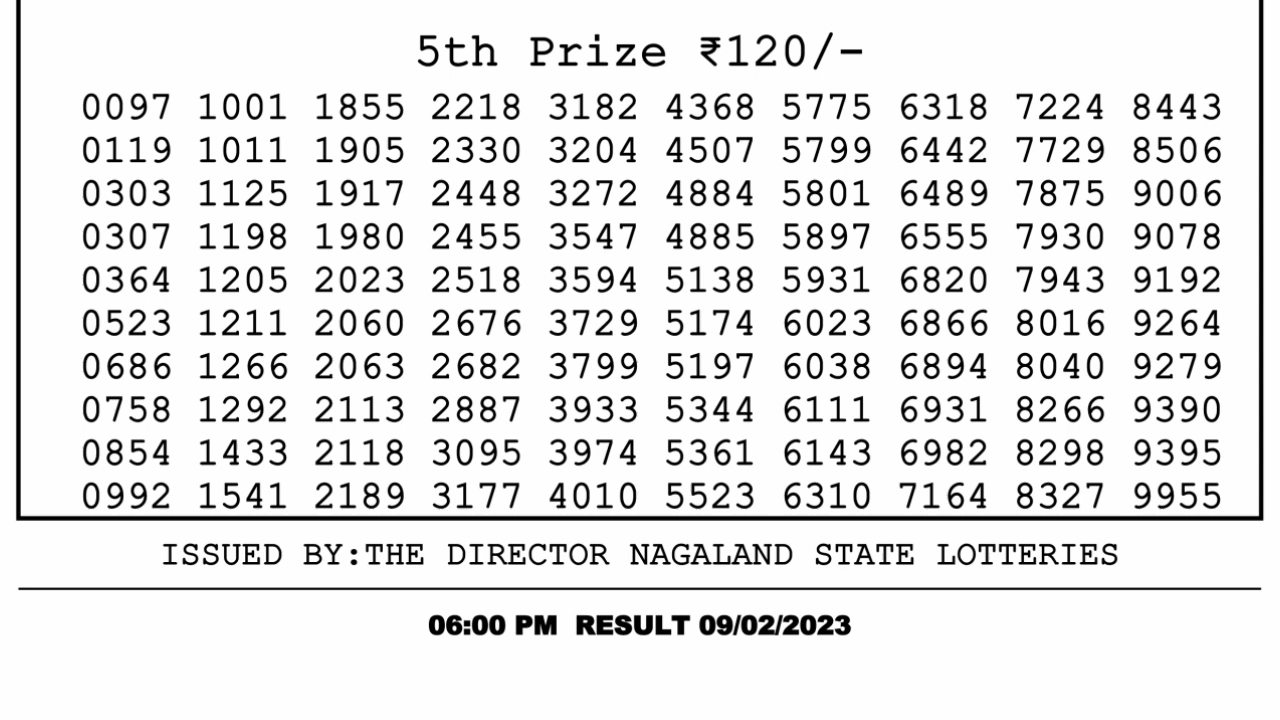 5th Prize ₹120/-
0097 1001 1855 2218 3182 4368 5775 6318 7224 8443
0119 1011 1905 2330 3204 4507 5799 6442 7729 8506
0303 1125 1917 2448 3272 4884 5801 6489 7875 9006
0307 1198 1980 2455 3547 4885 5897 6555 7930 9078
0364 1205 2023 2518 3594 5138 5931 6820 7943 9192
0523 1211 2060 2676 3729 5174 6023 6866 8016 9264
0686 1266 2063 2682 3799 5197 6038 6894 8040 9279
0758 1292 2113 2887 3933 5344 6111 6931 8266 9390
0854 1433 2118 3095 3974 5361 6143 6982 8298 9395
0992 1541 2189 3177 4010 5523 6310 7164 8327 9955
ISSUED BY:THE DIRECTOR NAGALAND STATE LOTTERIES
06:00 PM RESULT 09/02/2023